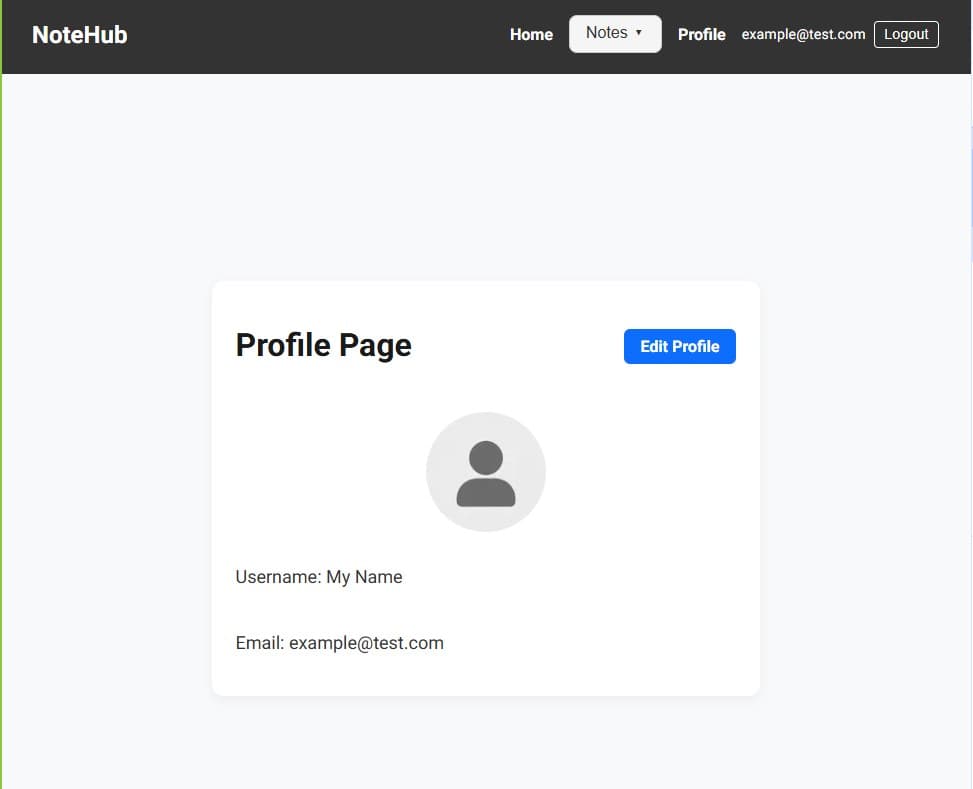 NoteHub
Home Notes ▼ Profile example@test.com Logout
Profile Page
Edit Profile
Username: My Name
Email: example@test.com